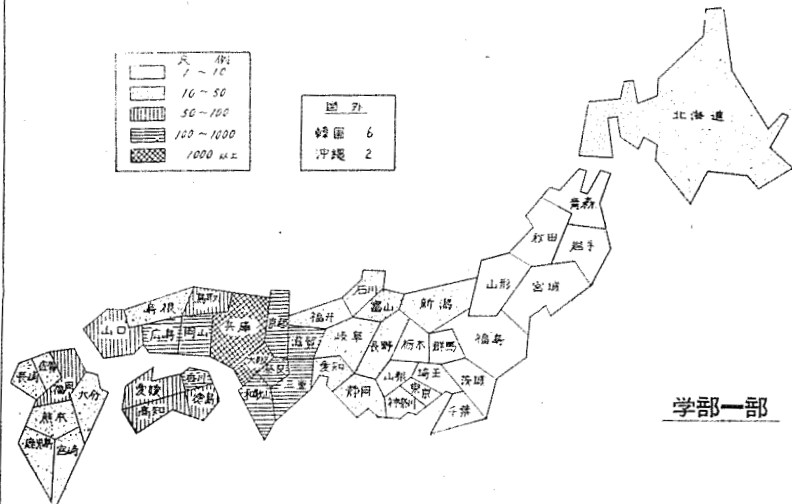 凡例
1～10
10～50
50～100
100～1000
1000以上
国外
韓国 6
沖縄 2
北海道
青森
秋田
岩手
山形
宮城
石川
富山
新潟
福島
福井
岐阜
長野
栃木
群馬
鳥取
島根
山口
広島
岡山
兵庫
京都
滋賀
大阪
奈良
三重
和歌山
愛知
静岡
山梨
埼玉
東京
神奈川
茨城
千葉
愛媛
香川
高知
徳島
長崎
佐賀
福岡
大分
熊本
鹿児島
宮崎
学部一部